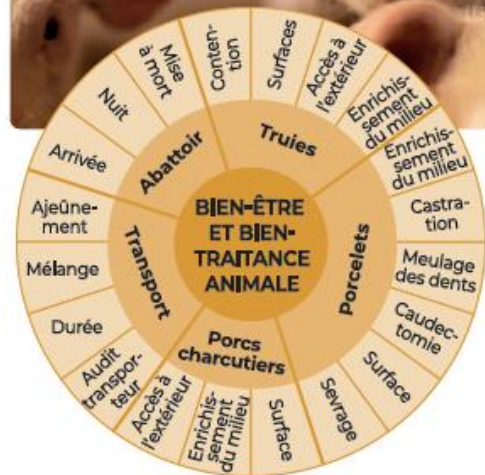 BIEN-ÊTRE
ET BIEN-
TRAITANCE
ANIMALE
Truies
Conten-
tion
Surfaces
Accès à
l'extérieur
Enrichis-
sement
du milieu
Porcelets
Enrichis-
sement
du milieu
Castra-
tion
Meulage
des dents
Caudec-
tomie
Surface
Sevrage
Porcs
charcutiers
Surface
Enrichis-
sement
du milieu
Accès à
l'extérieur
Transport
Audit
transpor-
teur
Durée
Mélange
Ajeûne-
ment
Abattoir
Arrivée
Nuit
Mise
à mort